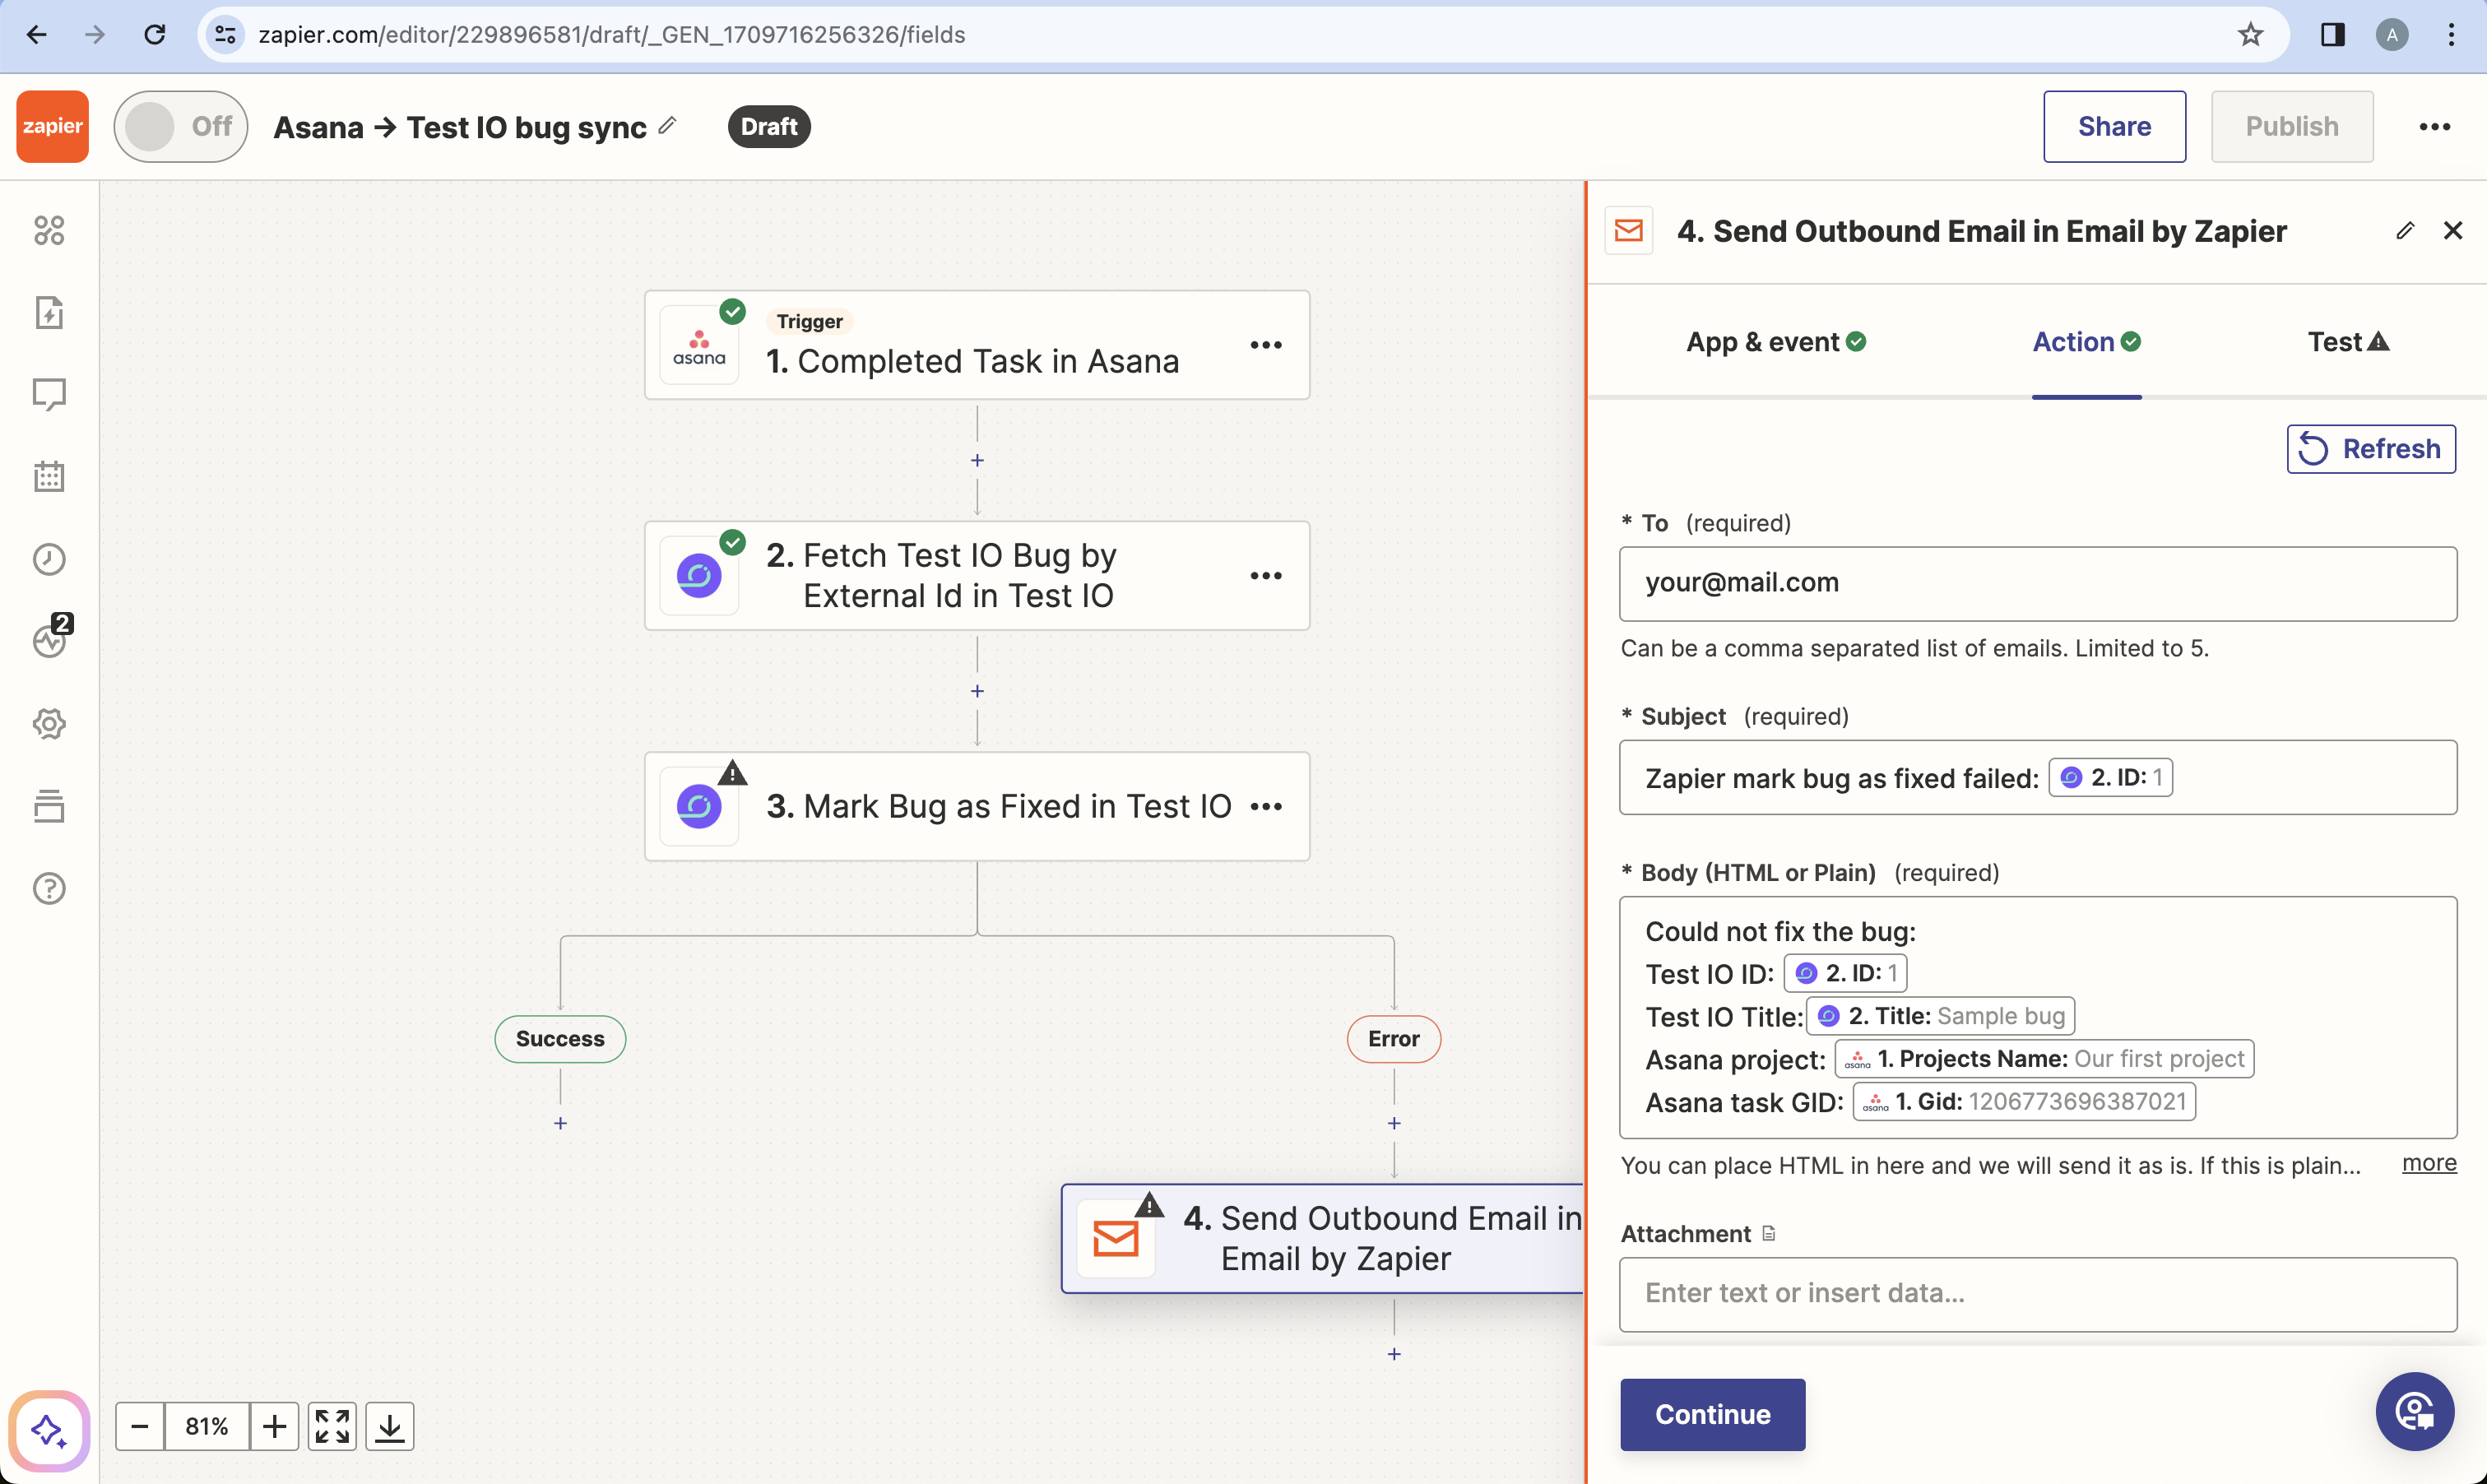 zapier.com/editor/229896581/draft/_GEN_1709716256326/fields
A
zapier
Off
Asana → Test IO bug sync
Draft
Share
Publish
2
Trigger
asana
1. Completed Task in Asana
2. Fetch Test IO Bug by
External Id in Test IO
3. Mark Bug as Fixed in Test IO
Success
Error
4. Send Outbound Email in
Email by Zapier
81%
4. Send Outbound Email in Email by Zapier
App & event
Action
Test
Refresh
* To (required)
your@mail.com
Can be a comma separated list of emails. Limited to 5.
* Subject (required)
Zapier mark bug as fixed failed: 2. ID: 1
* Body (HTML or Plain) (required)
Could not fix the bug:
Test IO ID: 2. ID: 1
Test IO Title: 2. Title: Sample bug
Asana project: asana 1. Projects Name: Our first project
Asana task GID: asana 1. Gid: 1206773696387021
You can place HTML in here and we will send it as is. If this is plain... more
Attachment
Enter text or insert data...
Continue